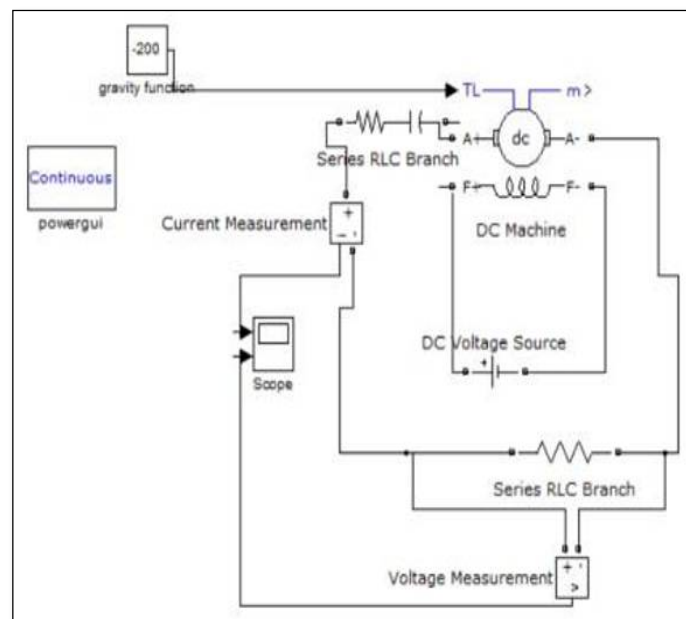 -200
gravity function
TL
m >
A+
dc
A-
Series RLC Branch
Continuous
powergui
F+
F-
Current Measurement
+
-
DC Machine
DC Voltage Source
+
Scope
Series RLC Branch
Voltage Measurement
+
>